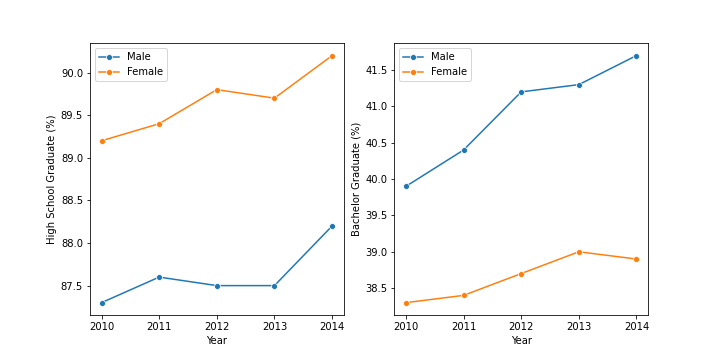 Male
Female
90.0
89.5
89.0
88.5
88.0
87.5
High School Graduate (%)
2010 2011 2012 2013 2014
Year
Male
Female
41.5
41.0
40.5
40.0
39.5
39.0
38.5
Bachelor Graduate (%)
2010 2011 2012 2013 2014
Year